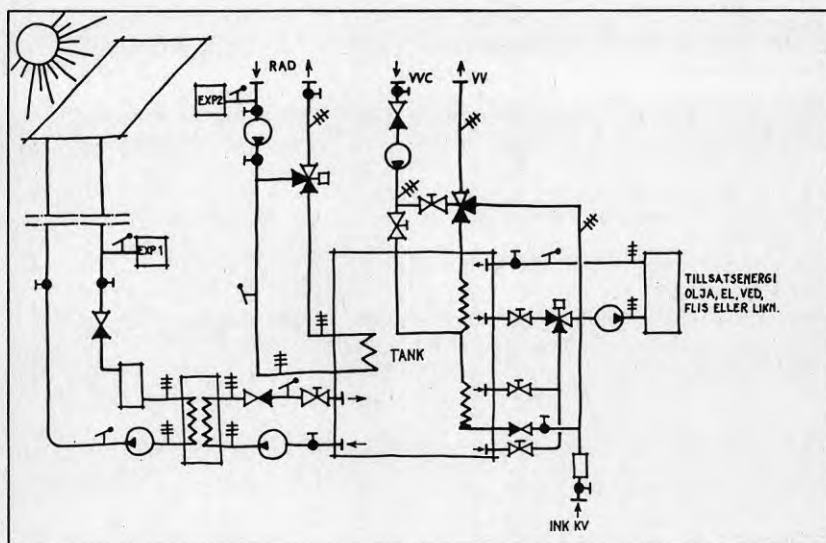 RAD
VVC
VV
EXP2
EXP1
TILLSATSENERGI
OLJA, EL, VED,
FLIS ELLER LIKN.
TANK
INK KV